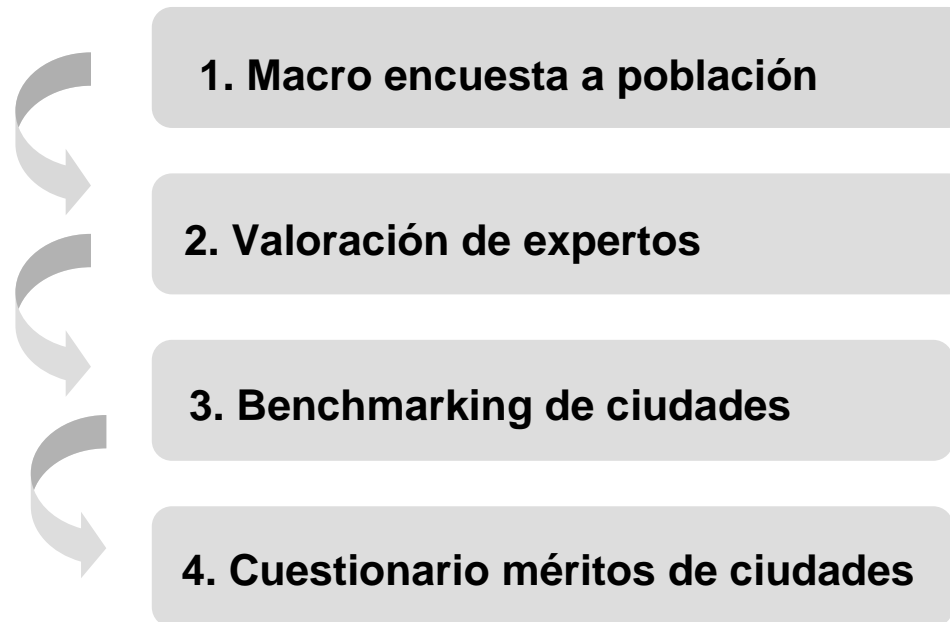 1. Macro encuesta a población
2. Valoración de expertos
3. Benchmarking de ciudades
4. Cuestionario méritos de ciudades